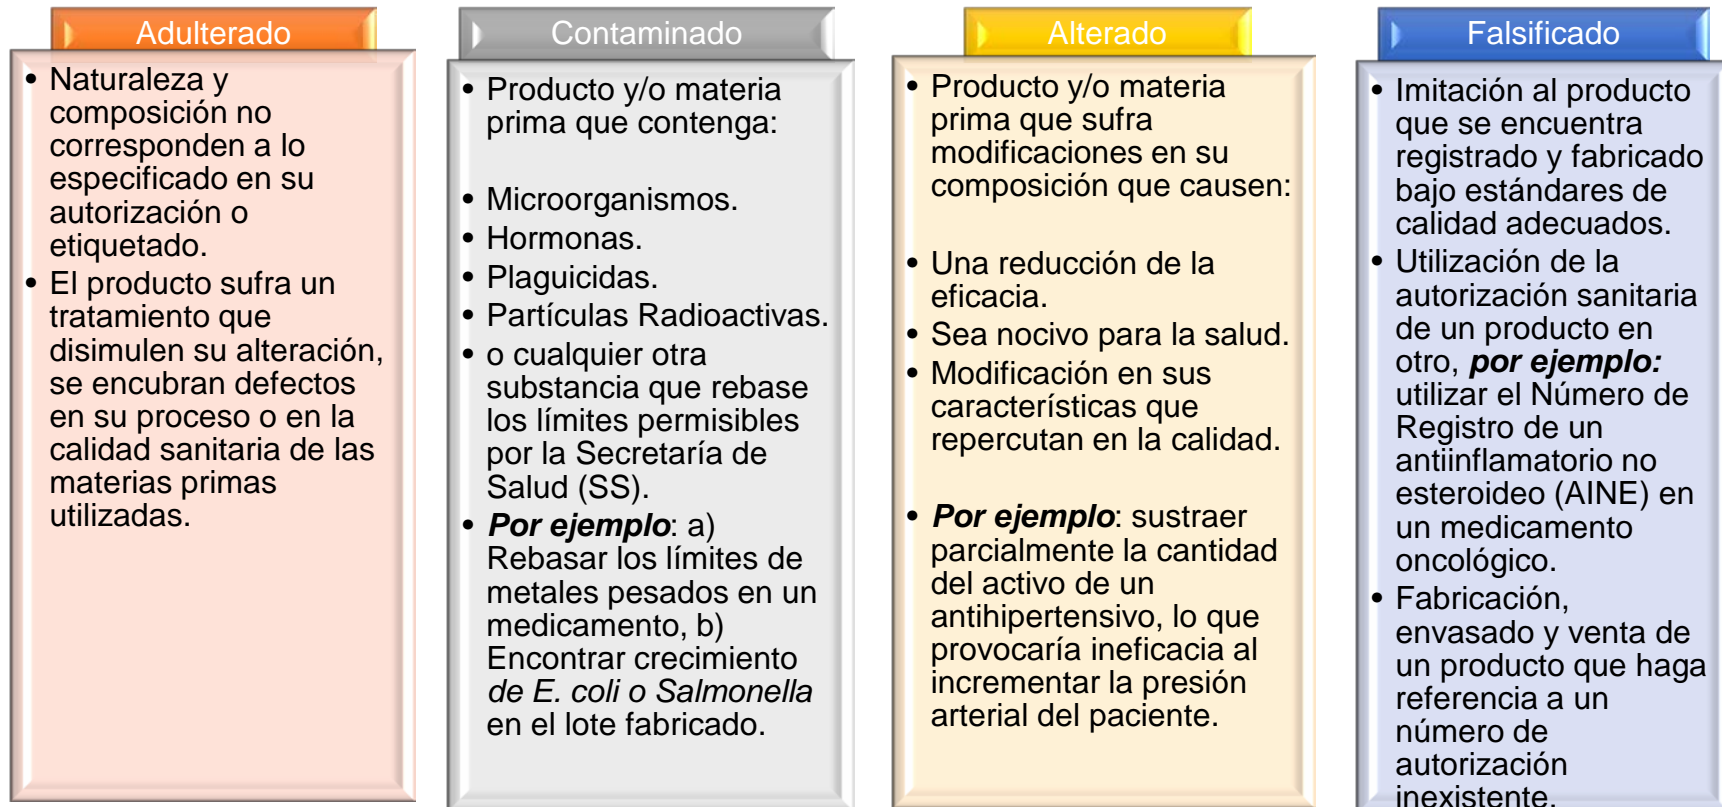 Adulterado
• Naturaleza y
composición no
corresponden a lo
especificado en su
autorización o
etiquetado.
• El producto sufra un
tratamiento que
disimulen su alteración,
se encubran defectos
en su proceso o en la
calidad sanitaria de las
materias primas
utilizadas.
Contaminado
• Producto y/o materia
prima que contenga:
• Microorganismos.
• Hormonas.
• Plaguicidas.
• Partículas Radioactivas.
• o cualquier otra
substancia que rebase
los límites permisibles
por la Secretaría de
Salud (SS).
• Por ejemplo: a)
Rebasar los límites de
metales pesados en un
medicamento, b)
Encontrar crecimiento
de E. coli o Salmonella
en el lote fabricado.
Alterado
• Producto y/o materia
prima que sufra
modificaciones en su
composición que causen:
• Una reducción de la
eficacia.
• Sea nocivo para la salud.
• Modificación en sus
características que
repercutan en la calidad.
• Por ejemplo: sustraer
parcialmente la cantidad
del activo de un
antihipertensivo, lo que
provocaría ineficacia al
incrementar la presión
arterial del paciente.
Falsificado
• Imitación al producto
que se encuentra
registrado y fabricado
bajo estándares de
calidad adecuados.
• Utilización de la
autorización sanitaria
de un producto en
otro, por ejemplo:
utilizar el Número de
Registro de un
antiinflamatorio no
esteroideo (AINE) en
un medicamento
oncológico.
• Fabricación,
envasado y venta de
un producto que haga
referencia a un
número de
autorización
inexistente.